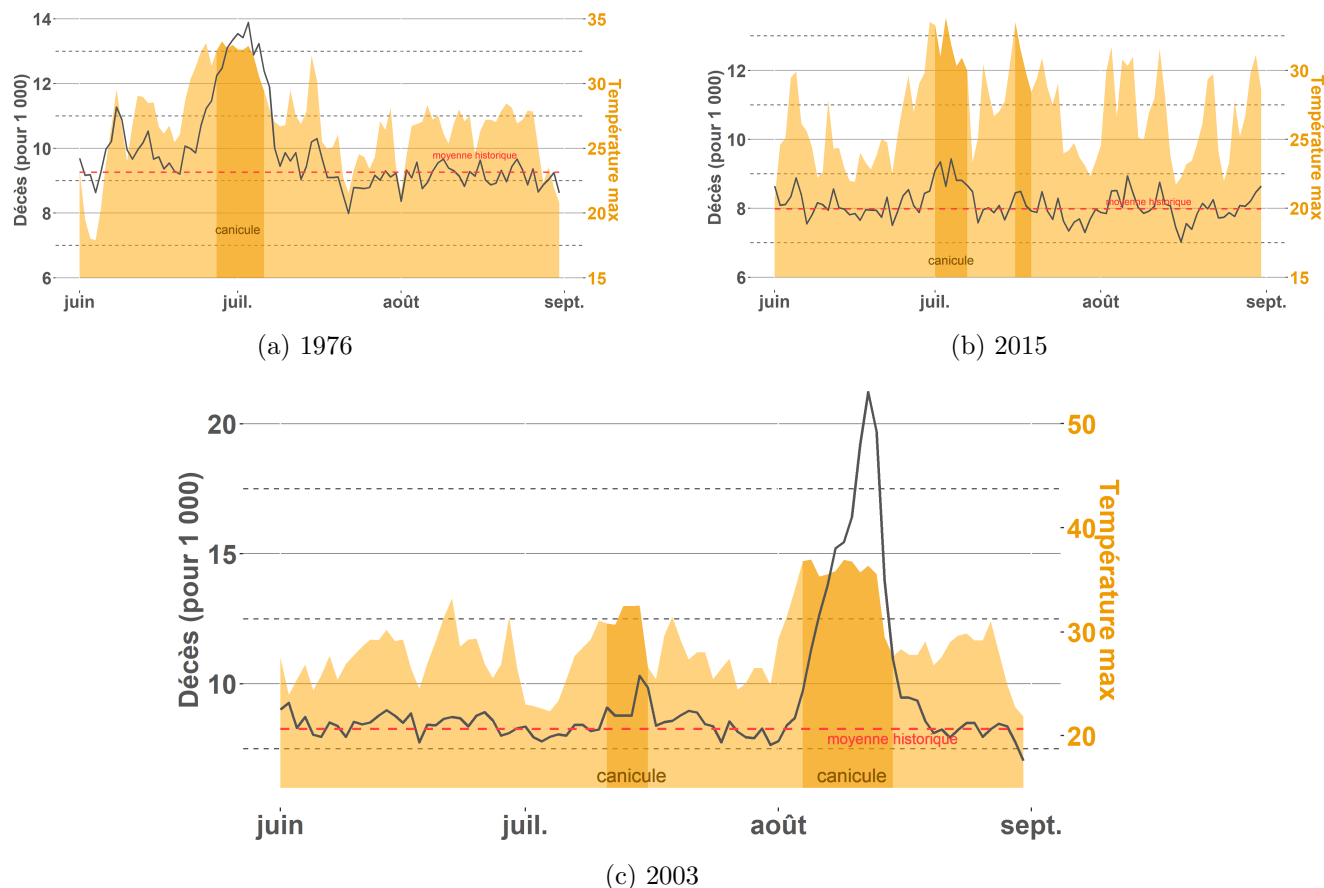 Décès (pour 1 000)
14
12
10
8
6
35
30
25
20
15
Température max
moyenne historique
canicule
juin
juil.
août
sept.
(a) 1976
Décès (pour 1 000)
12
10
8
6
30
25
20
15
Température max
moyenne historique
canicule
juin
juil.
août
sept.
(b) 2015
Décès (pour 1 000)
20
15
10
50
40
30
20
Température max
moyenne historique
canicule
canicule
juin
juil.
août
sept.
(c) 2003